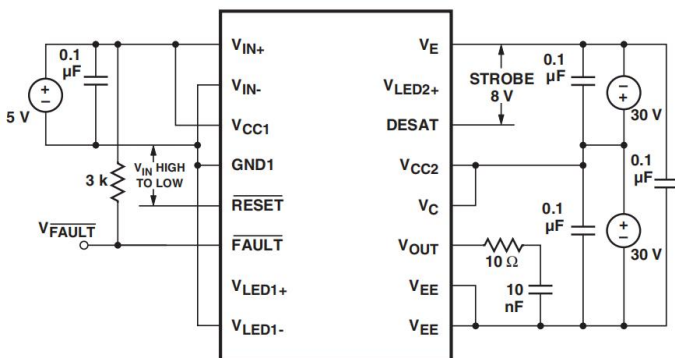 0.1
µF
+
−
5 V
3 k
V_FAULT
V_IN HIGH
TO LOW
V_IN+
V_IN-
V_CC1
GND1
RESET
FAULT
V_LED1+
V_LED1-
V_E
V_LED2+
DESAT
V_CC2
V_C
V_OUT
V_EE
V_EE
STROBE
8 V
10 Ω
10
nF
0.1
µF
−
+
30 V
0.1
µF
0.1
µF
+
−
30 V